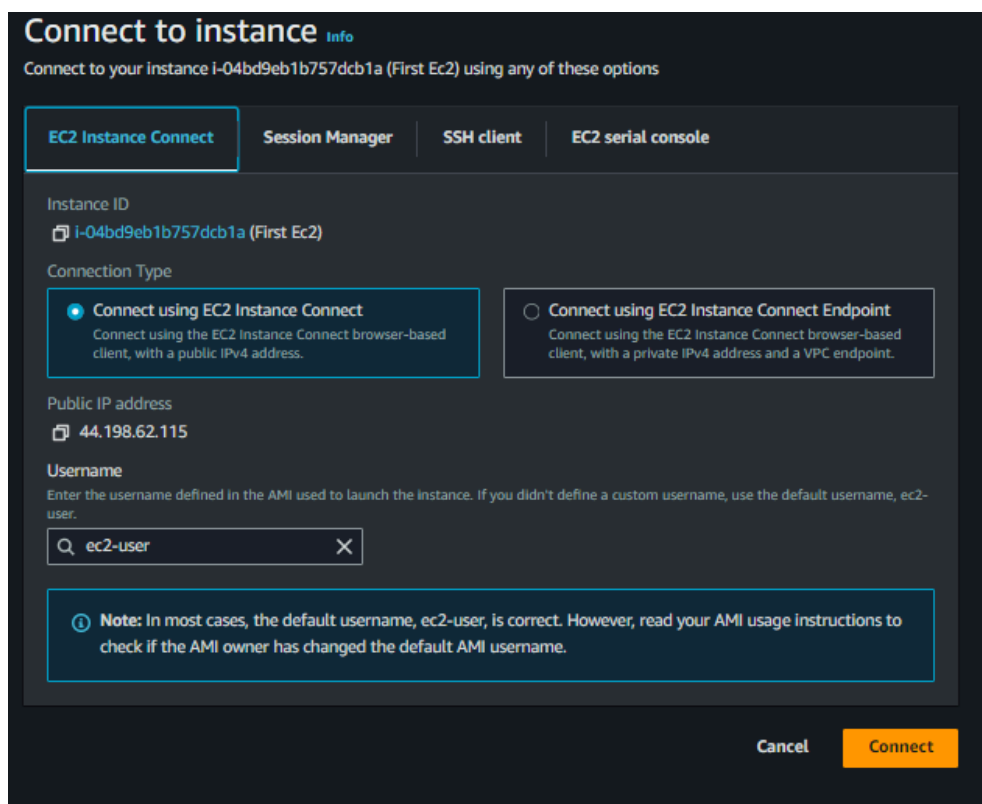 Connect to instance Info
Connect to your instance i-04bd9eb1b757dcb1a (First Ec2) using any of these options
EC2 Instance Connect
Session Manager
SSH client
EC2 serial console
Instance ID
i-04bd9eb1b757dcb1a (First Ec2)
Connection Type
Connect using EC2 Instance Connect
Connect using the EC2 Instance Connect browser-based
client, with a public IPv4 address.
Connect using EC2 Instance Connect Endpoint
Connect using the EC2 Instance Connect browser-based
client, with a private IPv4 address and a VPC endpoint.
Public IP address
44.198.62.115
Username
Enter the username defined in the AMI used to launch the instance. If you didn't define a custom username, use the default username, ec2-
user.
ec2-user
Note: In most cases, the default username, ec2-user, is correct. However, read your AMI usage instructions to
check if the AMI owner has changed the default AMI username.
Cancel
Connect